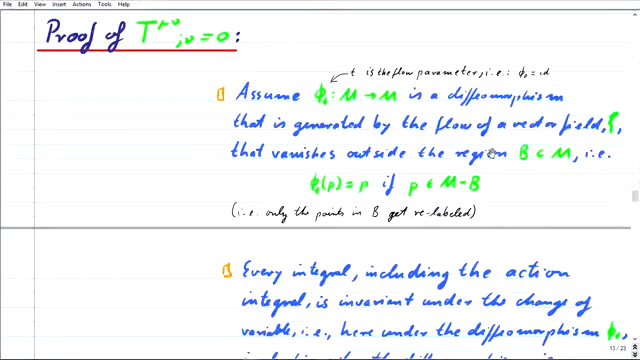 File Edit View Insert Actions Tools Help
Proof of T^{μν}_{;ν} = 0 :
t is the flow parameter, i.e.: ϕ₀ = id
Assume ϕ_t : M → M is a diffeomorphism
that is generated by the flow of a vector field, ξ,
that vanishes outside the region B ⊂ M, i.e.
ϕ_t(p) = p if p ∈ M - B
(i.e. only the points in B get re-labeled)
Every integral, including the action
integral, is invariant under the change of
variable, i.e., here under the diffeomorphism ϕ_t,
13 / 23